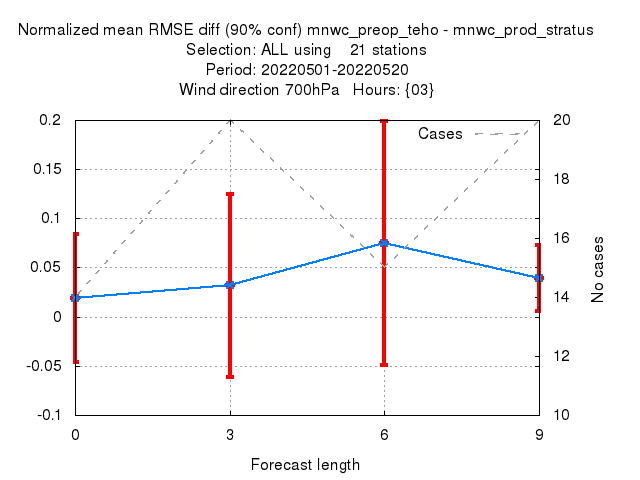 Normalized mean RMSE diff (90% conf) mnwc_preop_teho - mnwc_prod_stratus
Selection: ALL using    21 stations
Period: 20220501-20220520
Wind direction 700hPa   Hours: {03}
0.2
0.15
0.1
0.05
0
-0.05
-0.1
Cases
20
18
16
14
12
10
No cases
0 3 6 9
Forecast length